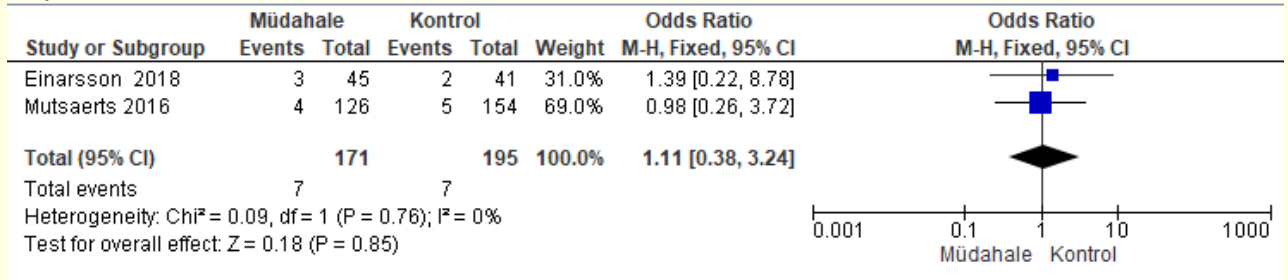 Müdahale Kontrol Odds Ratio Odds Ratio
Study or Subgroup Events Total Events Total Weight M-H, Fixed, 95% CI M-H, Fixed, 95% CI
Einarsson 2018 3 45 2 41 31.0% 1.39 [0.22, 8.78]
Mutsaerts 2016 4 126 5 154 69.0% 0.98 [0.26, 3.72]
Total (95% CI) 171 195 100.0% 1.11 [0.38, 3.24]
Total events 7 7
Heterogeneity: Chi² = 0.09, df = 1 (P = 0.76); I² = 0%
Test for overall effect: Z = 0.18 (P = 0.85)
0.001 0.1 1 10 1000
Müdahale Kontrol